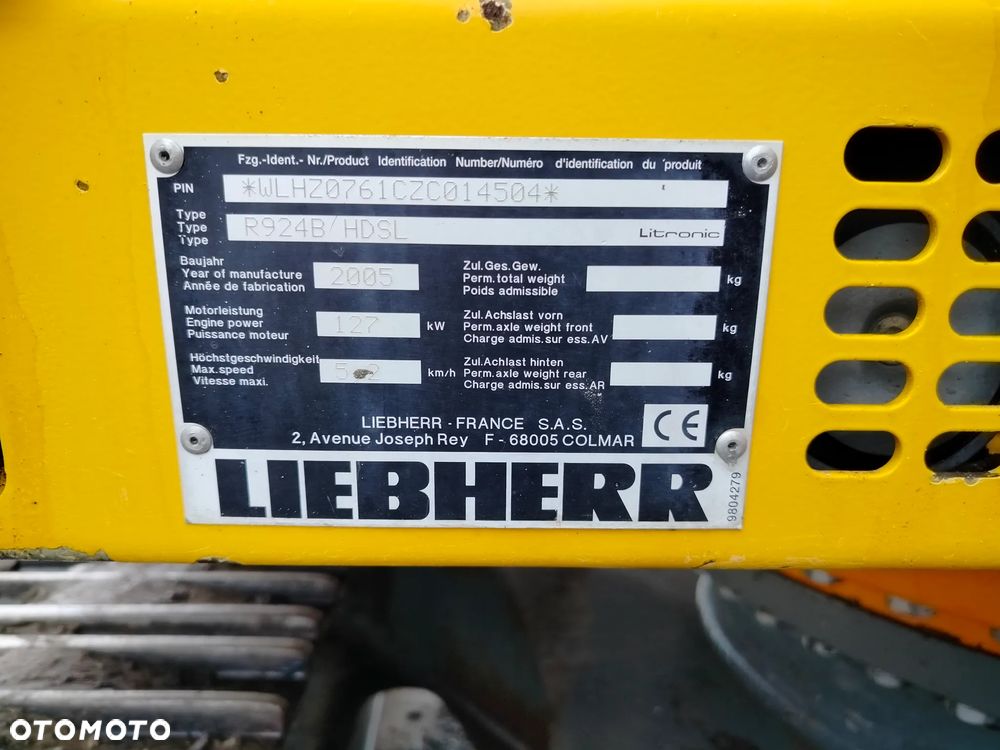 Fzg.-Ident.- Nr./Product Identification Number/Numéro d'identification du produit
PIN *WLHZ0761CZC014504*
Type
Type R924B/HDSL Litronic
Type
Baujahr
Year of manufacture 2005
Année de fabrication
Zul.Ges.Gew.
Perm.total weight kg
Poids admissible
Motorleistung
Engine power 127 kW
Puissance moteur
Zul.Achslast vorn
Perm.axle weight front kg
Charge admis.sur ess.AV
Höchstgeschwindigkeit
Max.speed 5.2 km/h
Vitesse maxi.
Zul.Achlast hinten
Perm.axle weight rear kg
Charge admis.sur ess.AR
LIEBHERR - FRANCE S.A.S.
2, Avenue Joseph Rey F - 68005 COLMAR
CE
LIEBHERR
9804279
OTOMOTO